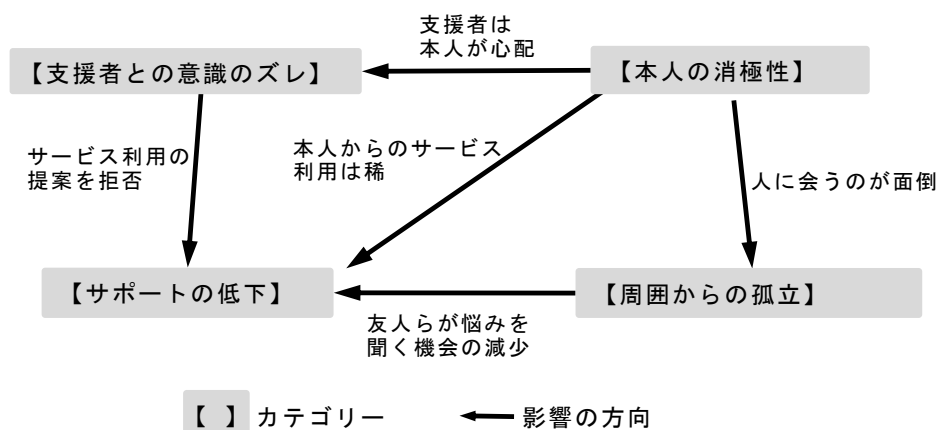 支援者は
本人が心配
【支援者との意識のズレ】
【本人の消極性】
サービス利用の
提案を拒否
本人からのサービス
利用は稀
人に会うのが面倒
【サポートの低下】
【周囲からの孤立】
友人らが悩みを
聞く機会の減少
【 】カテゴリー
影響の方向